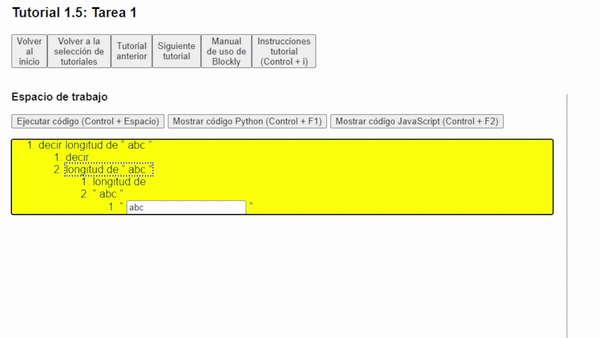 Tutorial 1.5: Tarea 1
Volver al inicio
Volver a la selección de tutoriales
Tutorial anterior
Siguiente tutorial
Manual de uso de Blockly
Instrucciones tutorial (Control + i)
Espacio de trabajo
Ejecutar código (Control + Espacio)
Mostrar código Python (Control + F1)
Mostrar código JavaScript (Control + F2)
1. decir longitud de " abc "
1. decir
2. longitud de " abc "
1. longitud de
2. " abc "
1. " abc "